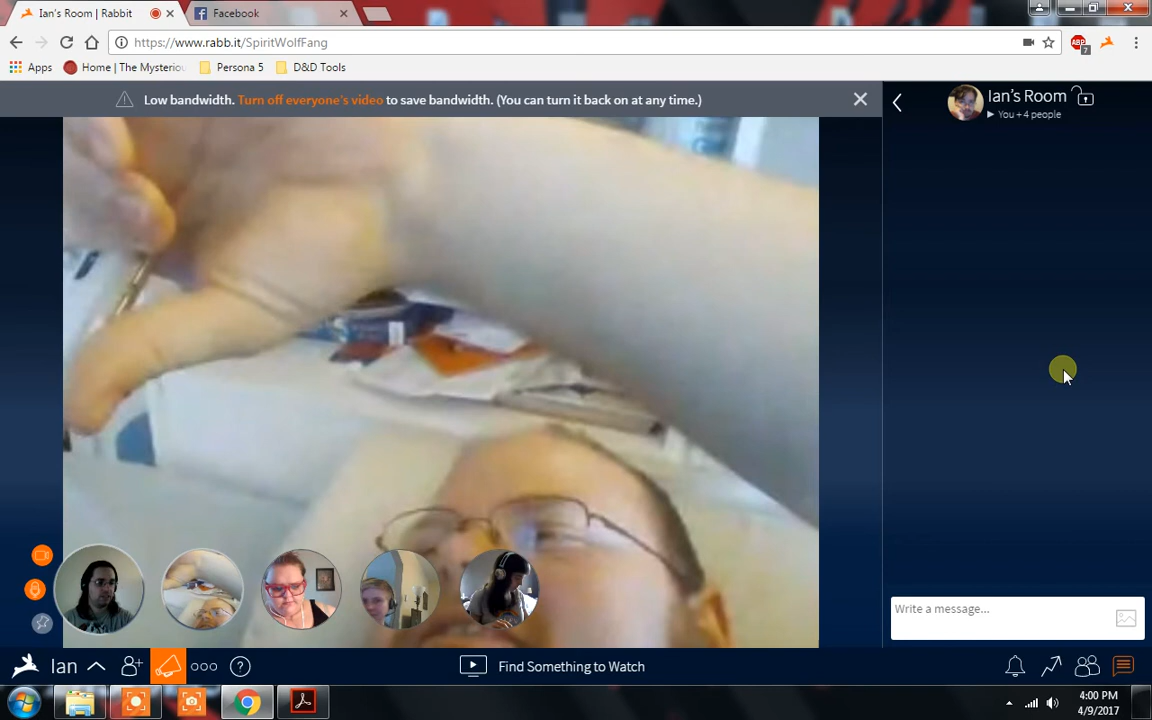 Ian's Room | Rabbit
Facebook
https://www.rabb.it/SpiritWolfFang
ABP
7
Apps
Home | The Mysteriou
Persona 5
D&D Tools
Low bandwidth. Turn off everyone's video to save bandwidth. (You can turn it back on at any time.)
Ian's Room
You + 4 people
Write a message...
Ian
Find Something to Watch
4:00 PM
4/9/2017